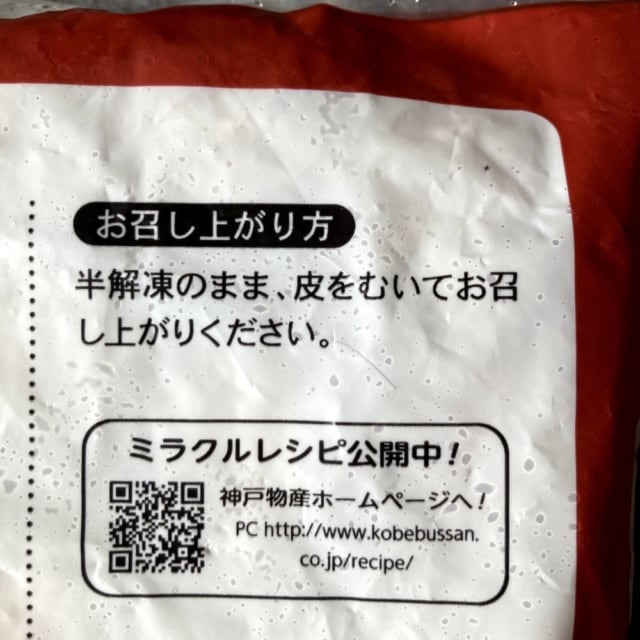 お召し上がり方
半解凍のまま、皮をむいてお召
し上がりください。
ミラクルレシピ公開中!
神戸物産ホームページへ!
PC http://www.kobebussan.
co.jp/recipe/